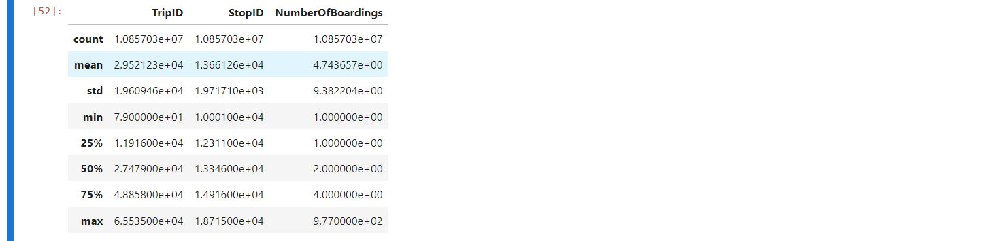 [52]: TripID StopID NumberOfBoardings
count 1.085703e+07 1.085703e+07 1.085703e+07
mean 2.952123e+04 1.366126e+04 4.743657e+00
std 1.960946e+04 1.971710e+03 9.382204e+00
min 7.900000e+01 1.000100e+04 1.000000e+00
25% 1.191600e+04 1.231100e+04 1.000000e+00
50% 2.747900e+04 1.334600e+04 2.000000e+00
75% 4.885800e+04 1.491600e+04 4.000000e+00
max 6.553500e+04 1.871500e+04 9.770000e+02